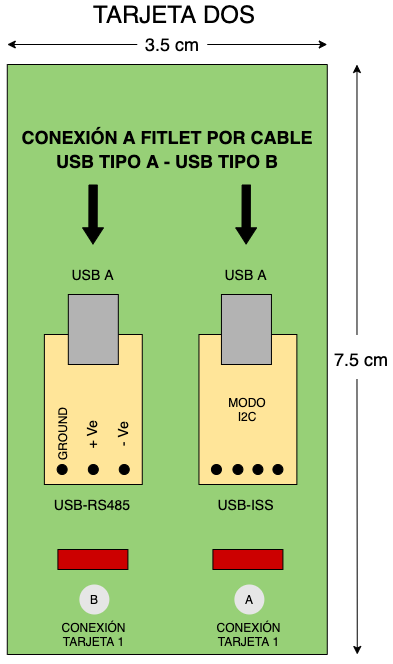 TARJETA DOS
3.5 cm
CONEXIÓN A FITLET POR CABLE
USB TIPO A - USB TIPO B
USB A
USB A
7.5 cm
GROUND
+ Ve
- Ve
MODO
I2C
USB-RS485
USB-ISS
B
A
CONEXIÓN
TARJETA 1
CONEXIÓN
TARJETA 1